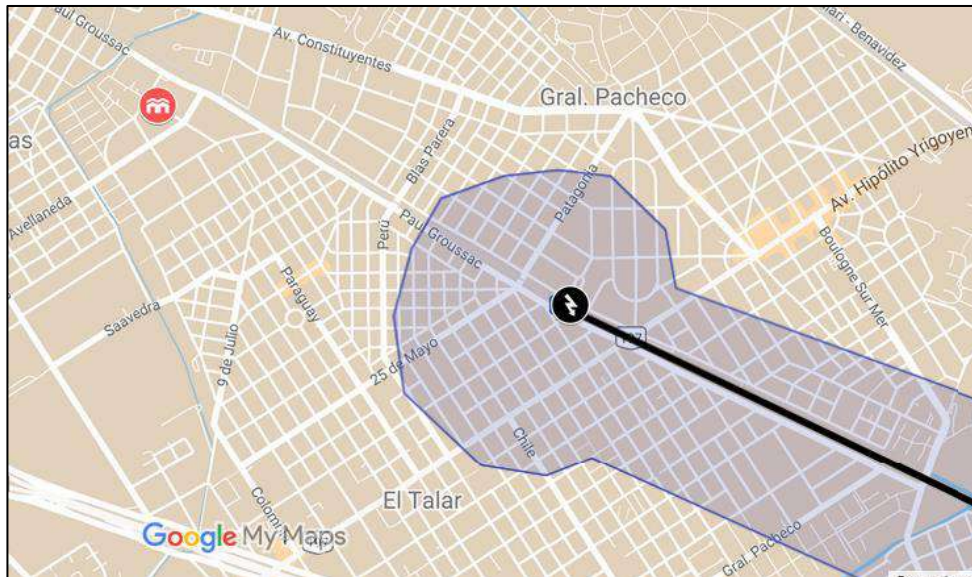 Paul Groussac
Av. Constituyentes
Benavidez
Gral. Pacheco
Av. Hipólito Yrigoyen
as
Blas Parera
Patagonia
Avellaneda
Perú
Paul Groussac
Boulogne Sur Mer
Paraguay
Saavedra
9 de Julio
25 de Mayo
Chile
El Talar
Colombia
Gral. Pacheco
Google My Maps